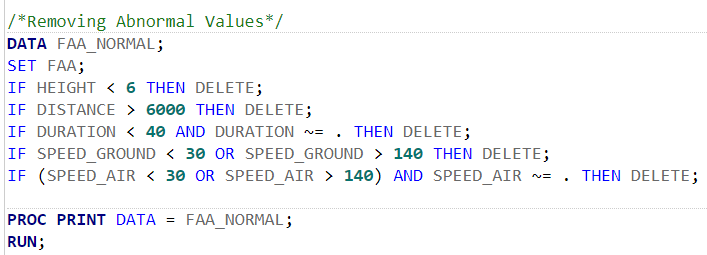 /*Removing Abnormal Values*/
DATA FAA_NORMAL;
SET FAA;
IF HEIGHT < 6 THEN DELETE;
IF DISTANCE > 6000 THEN DELETE;
IF DURATION < 40 AND DURATION ~= . THEN DELETE;
IF SPEED_GROUND < 30 OR SPEED_GROUND > 140 THEN DELETE;
IF (SPEED_AIR < 30 OR SPEED_AIR > 140) AND SPEED_AIR ~= . THEN DELETE;
PROC PRINT DATA = FAA_NORMAL;
RUN;